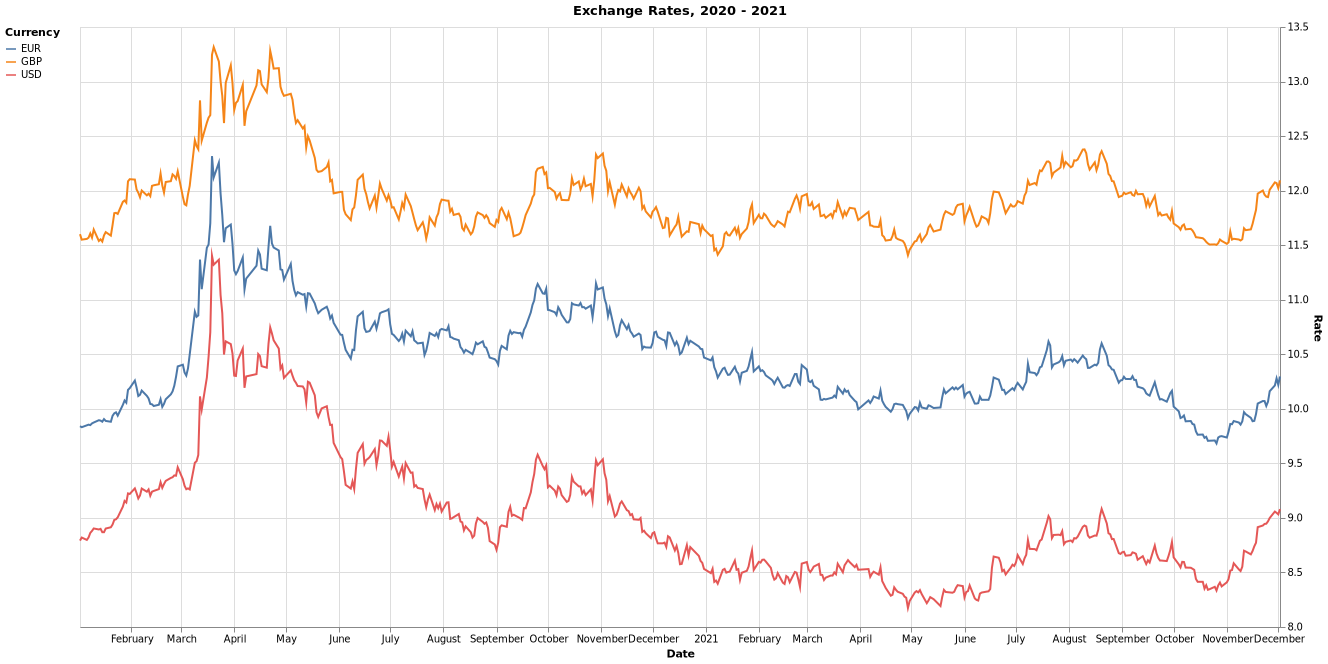 Exchange Rates, 2020 - 2021
Currency
EUR
GBP
USD
13.5
13.0
12.5
12.0
11.5
11.0
10.5
10.0
9.5
9.0
8.5
8.0
Rate
February March April May June July August September October November December 2021 February March April May June July August September October November December
Date